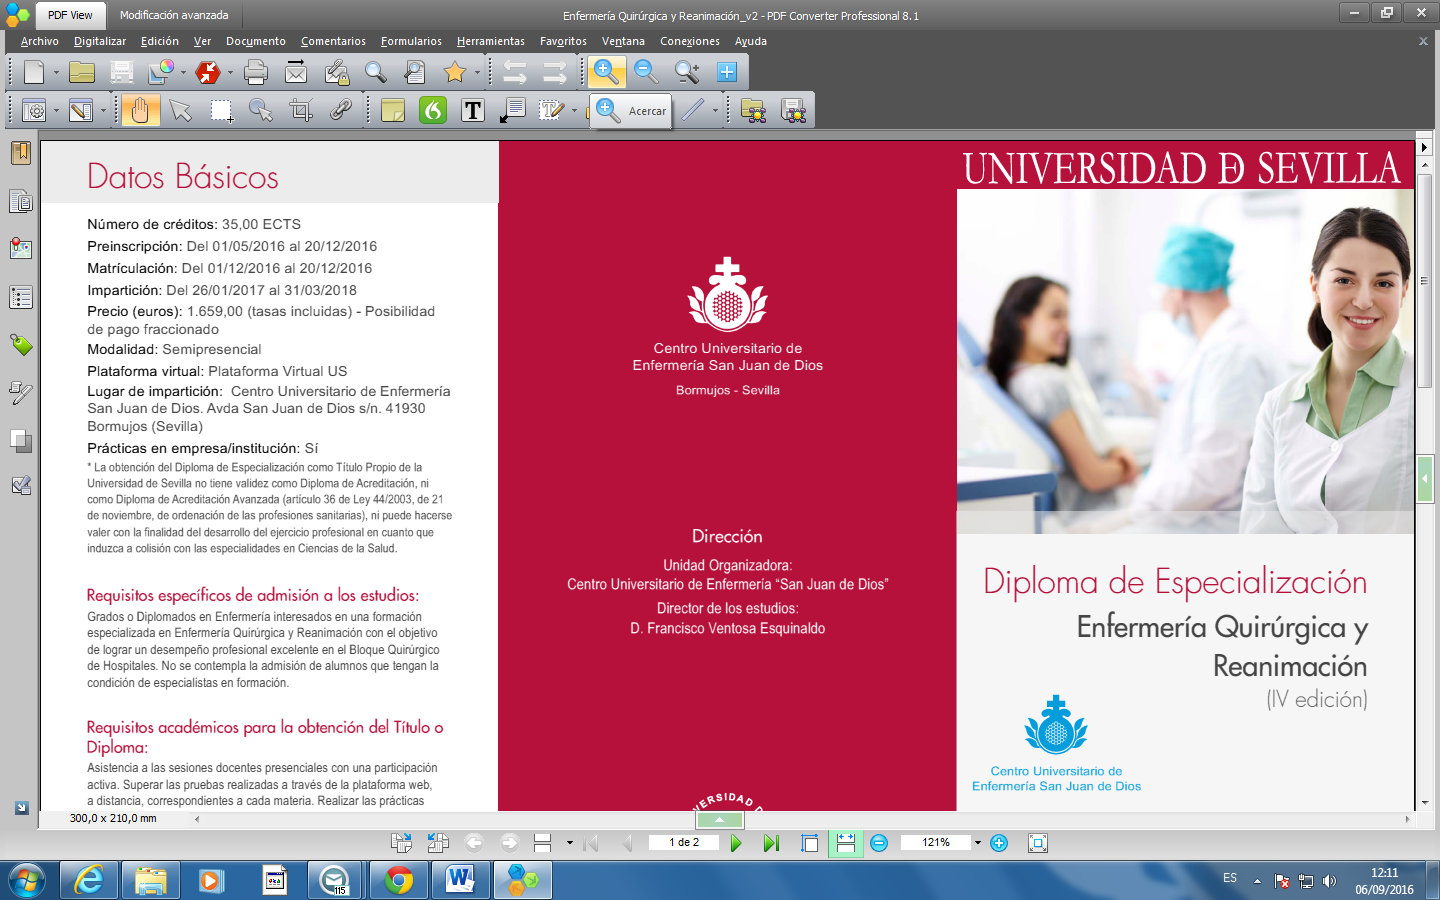 PDF View
Modificación avanzada
Enfermería Quirúrgica y Reanimación_v2 - PDF Converter Professional 8.1
Archivo Digitalizar Edición Ver Documento Comentarios Formularios Herramientas Favoritos Ventana Conexiones Ayuda
Acercar
Datos Básicos
Número de créditos: 35,00 ECTS
Preinscripción: Del 01/05/2016 al 20/12/2016
Matrículación: Del 01/12/2016 al 20/12/2016
Impartición: Del 26/01/2017 al 31/03/2018
Precio (euros): 1.659,00 (tasas incluidas) - Posibilidad
de pago fraccionado
Modalidad: Semipresencial
Plataforma virtual: Plataforma Virtual US
Lugar de impartición: Centro Universitario de Enfermería
San Juan de Dios. Avda San Juan de Dios s/n. 41930
Bormujos (Sevilla)
Prácticas en empresa/institución: Sí
* La obtención del Diploma de Especialización como Título Propio de la
Universidad de Sevilla no tiene validez como Diploma de Acreditación, ni
como Diploma de Acreditación Avanzada (artículo 36 de Ley 44/2003, de 21
de noviembre, de ordenación de las profesiones sanitarias), ni puede hacerse
valer con la finalidad del desarrollo del ejercicio profesional en cuanto que
induzca a colisión con las especialidades en Ciencias de la Salud.
Requisitos específicos de admisión a los estudios:
Grados o Diplomados en Enfermería interesados en una formación
especializada en Enfermería Quirúrgica y Reanimación con el objetivo
de lograr un desempeño profesional excelente en el Bloque Quirúrgico
de Hospitales. No se contempla la admisión de alumnos que tengan la
condición de especialistas en formación.
Requisitos académicos para la obtención del Título o
Diploma:
Asistencia a las sesiones docentes presenciales con una participación
activa. Superar las pruebas realizadas a través de la plataforma web,
a distancia, correspondientes a cada materia. Realizar las prácticas
Centro Universitario de
Enfermería San Juan de Dios
Bormujos - Sevilla
Dirección
Unidad Organizadora:
Centro Universitario de Enfermería “San Juan de Dios”
Director de los estudios:
D. Francisco Ventosa Esquinaldo
VERSIDAD D
UNIVERSIDAD DE SEVILLA
Diploma de Especialización
Enfermería Quirúrgica y
Reanimación
(IV edición)
Centro Universitario de
Enfermería San Juan de Dios
300,0 x 210,0 mm
1 de 2
121%
115
ES
12:11
06/09/2016